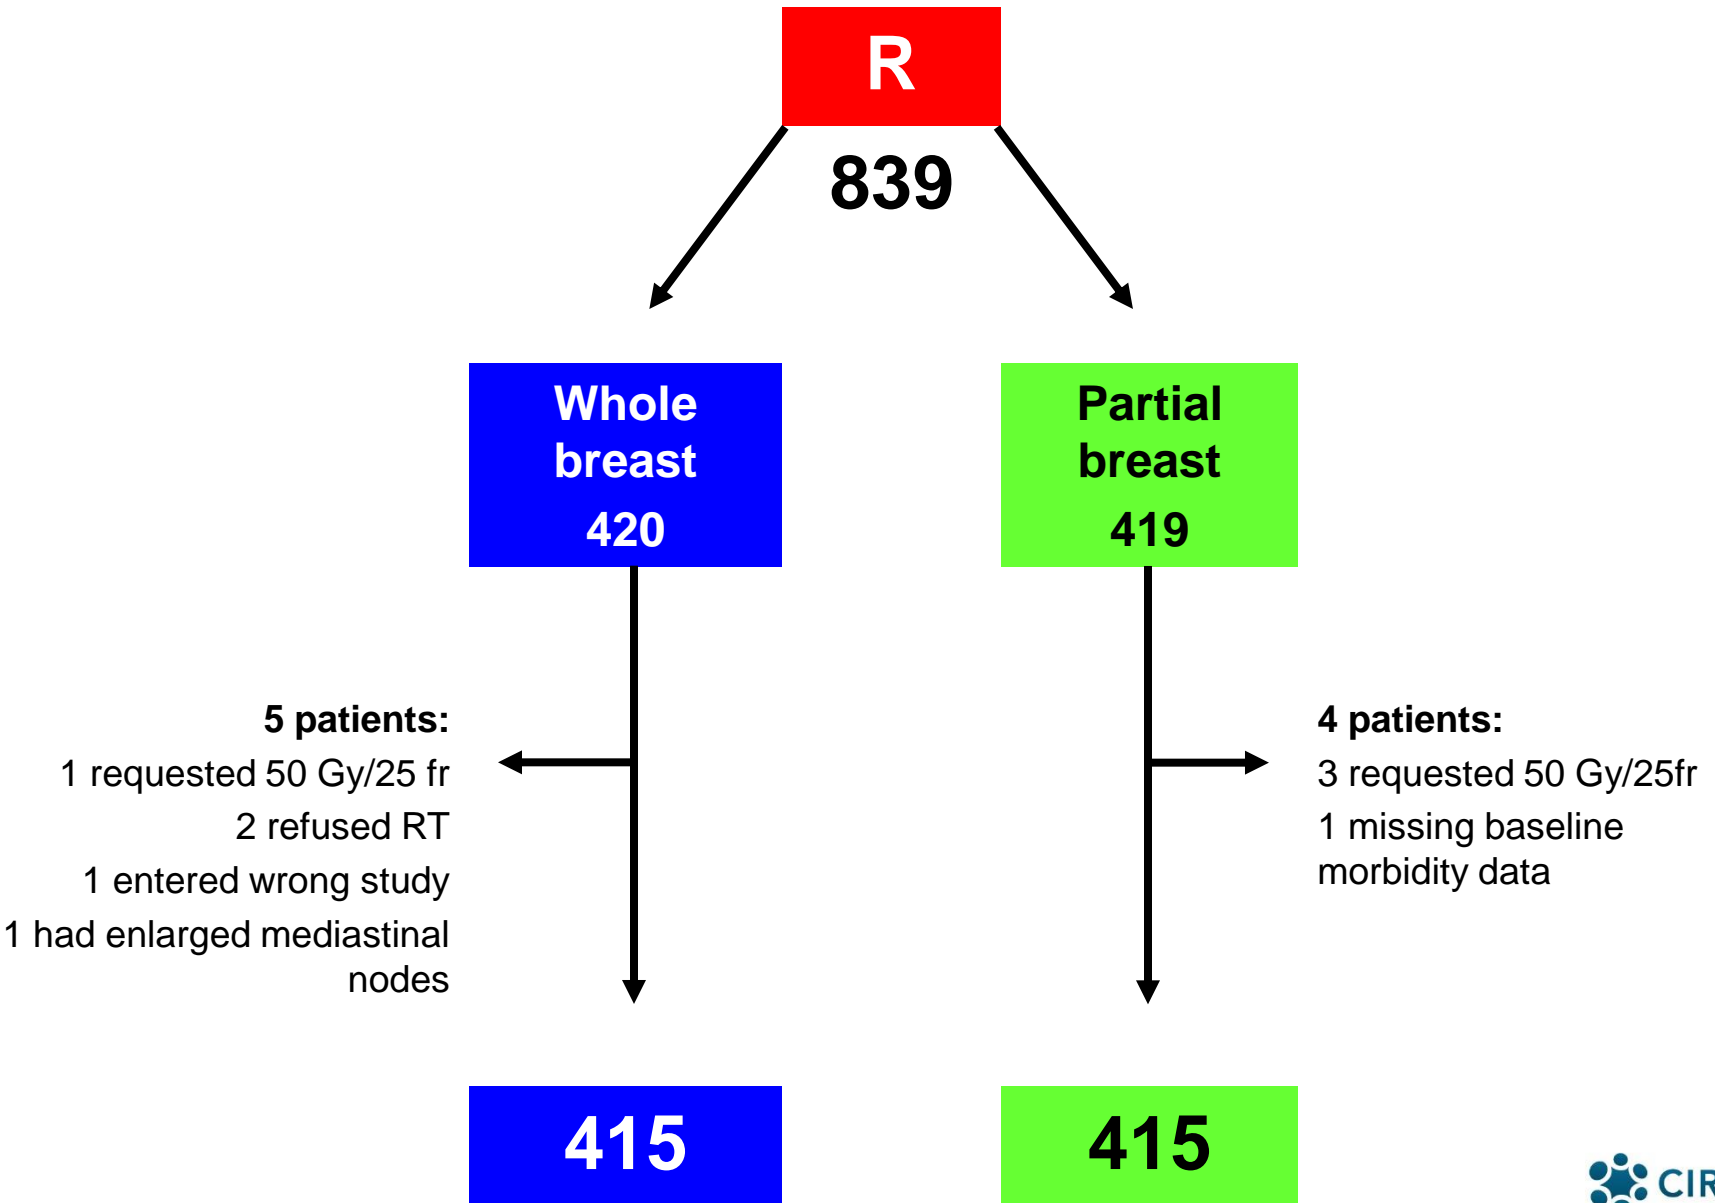 R
839
Whole
breast
420
Partial
breast
419
5 patients:
1 requested 50 Gy/25 fr
2 refused RT
1 entered wrong study
1 had enlarged mediastinal
nodes
4 patients:
3 requested 50 Gy/25fr
1 missing baseline
morbidity data
415
415
CIR